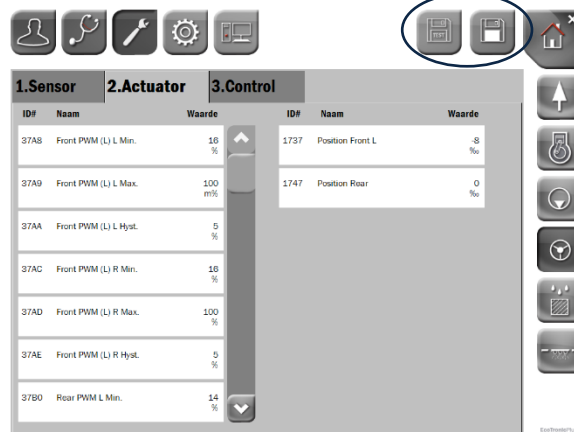 1.Sensor 2.Actuator 3.Control
ID# Naam Waarde
37A8 Front PWM (L) L Min. 16 %
37A9 Front PWM (L) L Max. 100 m%
37AA Front PWM (L) L Hyst. 5 %
37AC Front PWM (L) R Min. 16 %
37AD Front PWM (L) R Max. 100 %
37AE Front PWM (L) R Hyst. 5 %
37B0 Rear PWM L Min. 14 %
ID# Naam Waarde
1737 Position Front L -8 ‰
1747 Position Rear 0 ‰